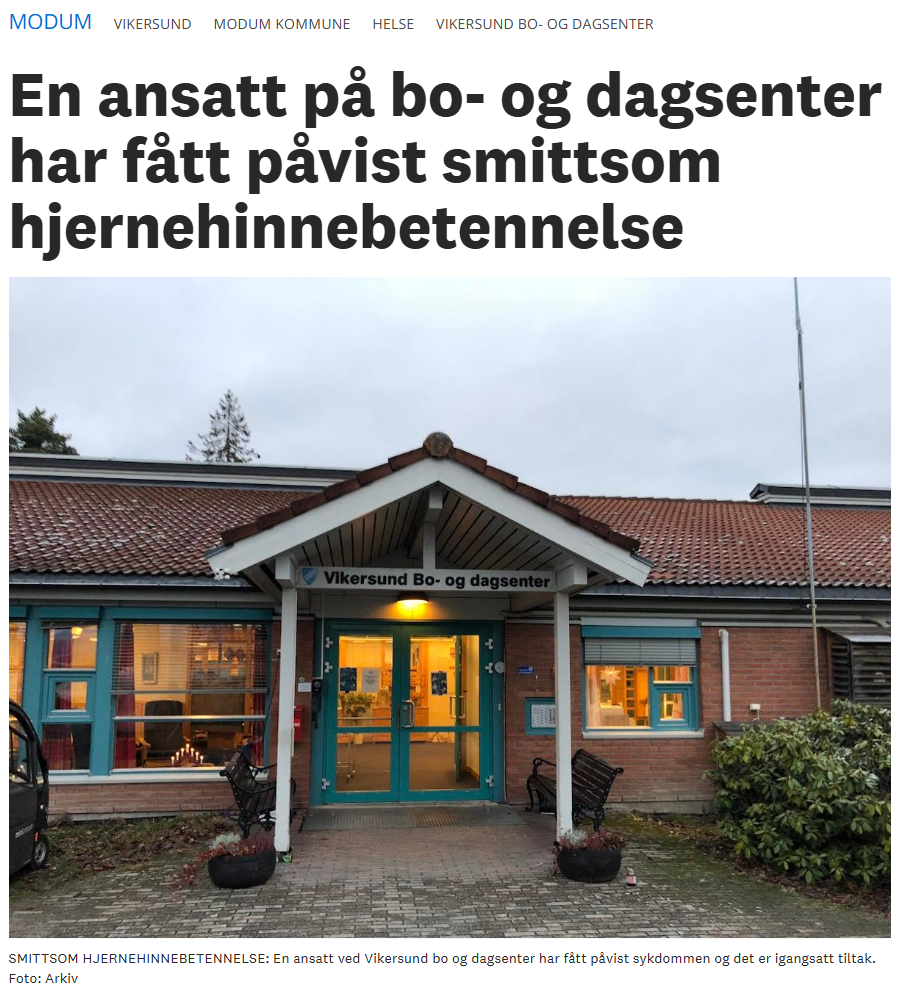 MODUM VIKERSUND MODUM KOMMUNE HELSE VIKERSUND BO- OG DAGSENTER
En ansatt på bo- og dagsenter
har fått påvist smittsom
hjernehinnebetennelse
Vikersund Bo- og dagsenter
SMITTSOM HJERNEHINNEBETENNELSE: En ansatt ved Vikersund bo og dagsenter har fått påvist sykdommen og det er igangsatt tiltak.
Foto: Arkiv